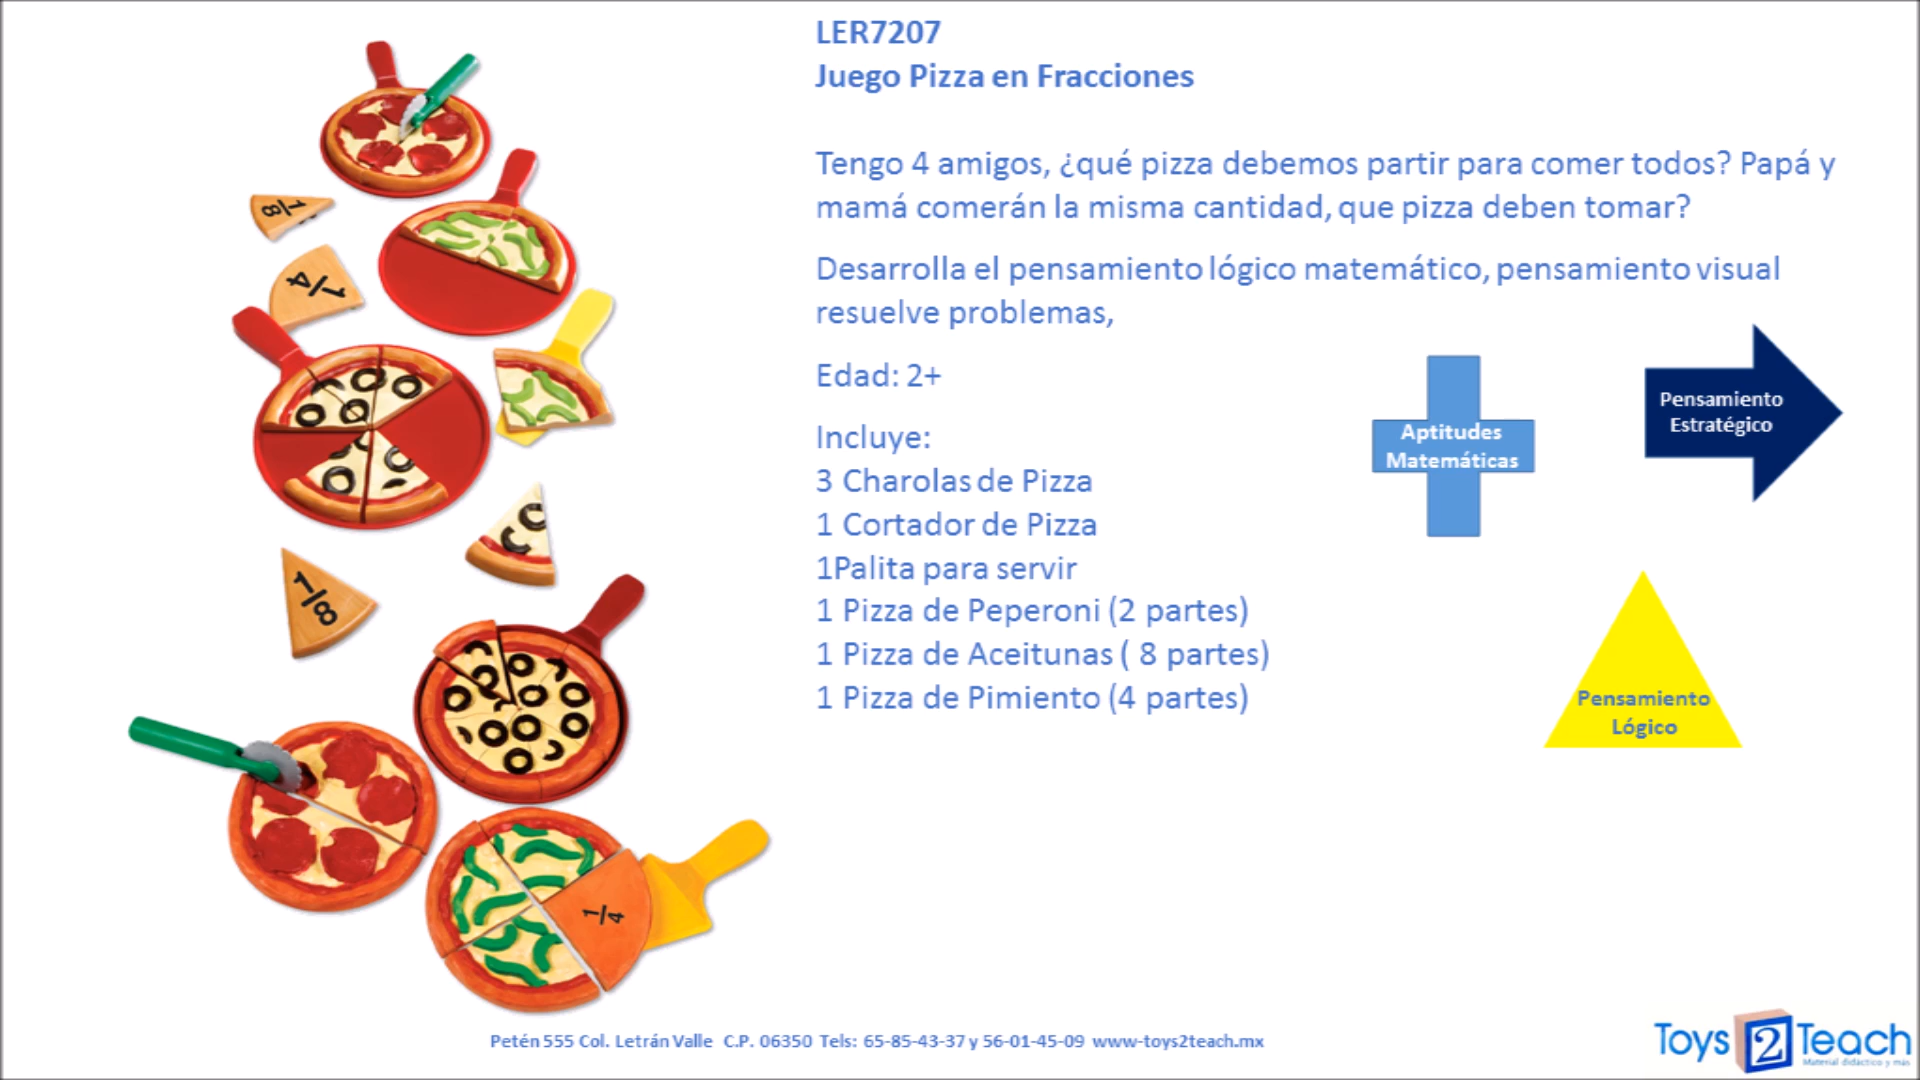 LER7207
Juego Pizza en Fracciones
Tengo 4 amigos, ¿qué pizza debemos partir para comer todos? Papá y
mamá comerán la misma cantidad, que pizza deben tomar?
Desarrolla el pensamiento lógico matemático, pensamiento visual
resuelve problemas,
Edad: 2+
Incluye:
3 Charolas de Pizza
1 Cortador de Pizza
1Palita para servir
1 Pizza de Peperoni (2 partes)
1 Pizza de Aceitunas ( 8 partes)
1 Pizza de Pimiento (4 partes)
Aptitudes
Matemáticas
Pensamiento
Estratégico
Pensamiento
Lógico
1/8
1/4
1/8
1/4
Petén 555 Col. Letrán Valle C.P. 06350 Tels: 65-85-43-37 y 56-01-45-09 www-toys2teach.mx
Toys 2 Teach
Material didáctico y más